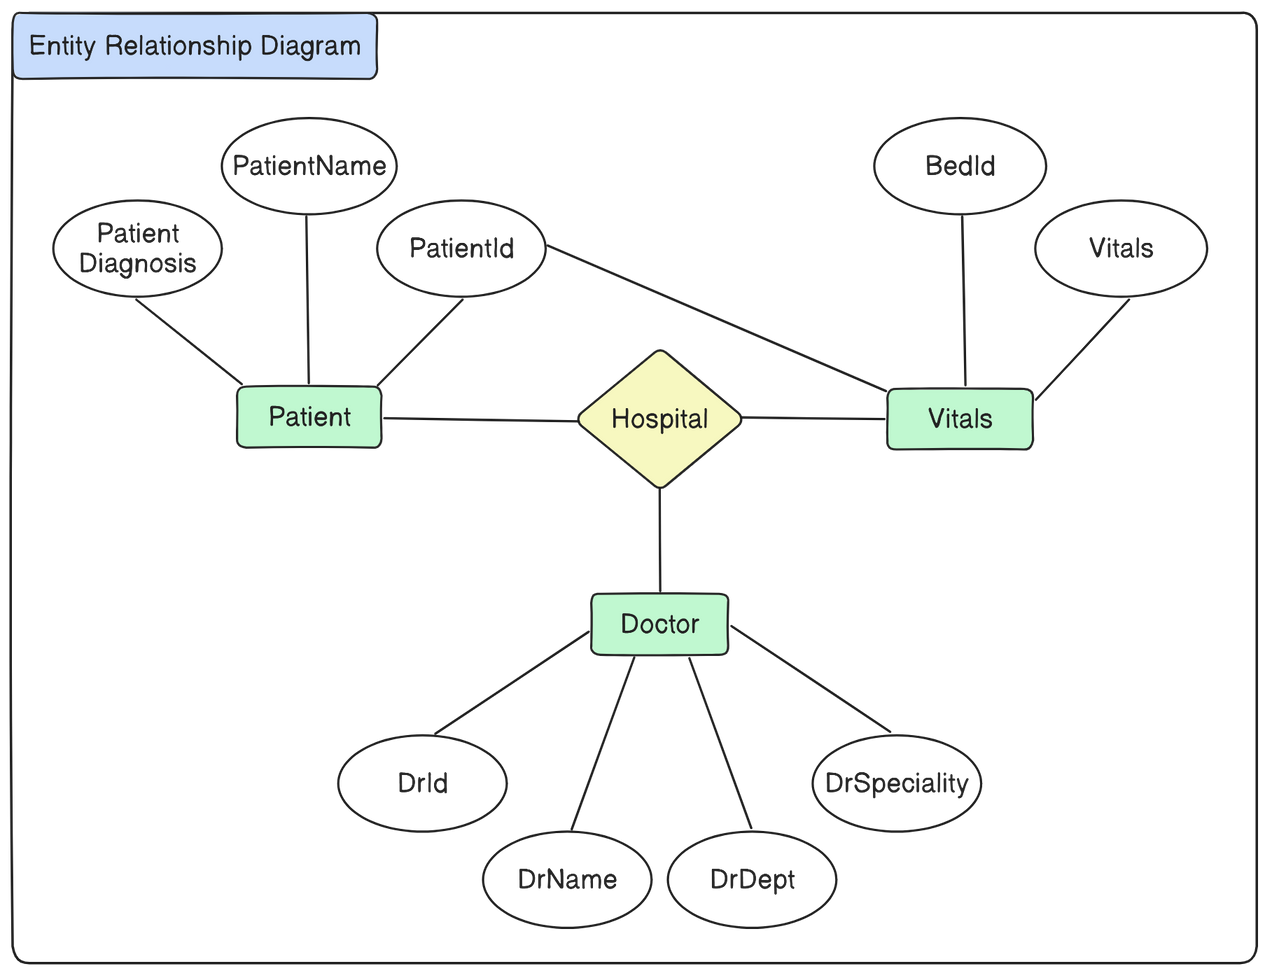 Entity Relationship Diagram
PatientName
BedId
Patient
Diagnosis
PatientId
Vitals
Patient
Hospital
Vitals
Doctor
DrId
DrSpeciality
DrName
DrDept